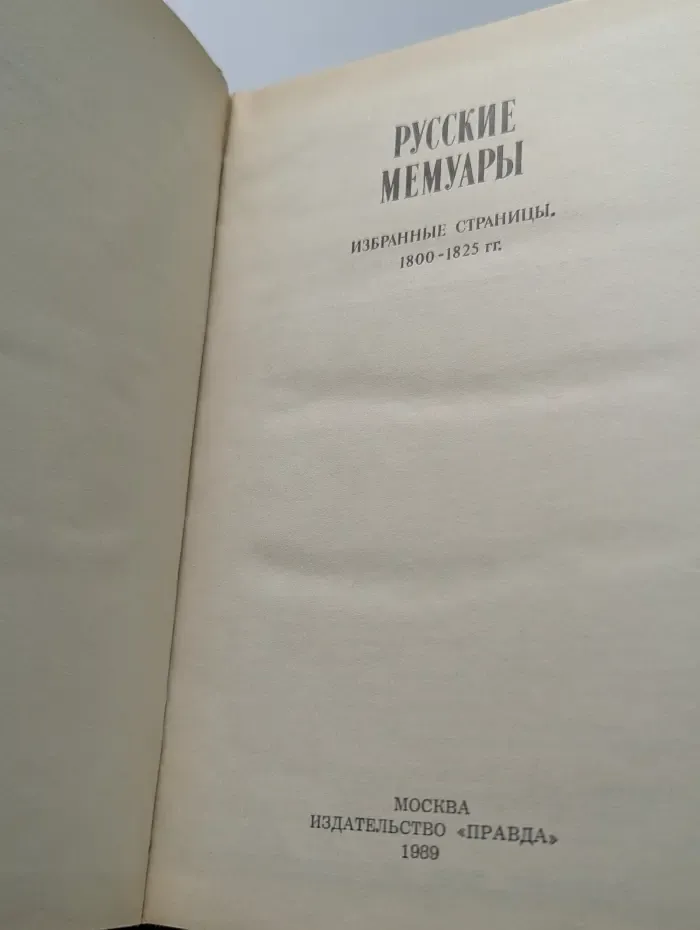 РУССКИЕ
МЕМУАРЫ
ИЗБРАННЫЕ СТРАНИЦЫ.
1800-1825 гг.
МОСКВА
ИЗДАТЕЛЬСТВО «ПРАВДА»
1989